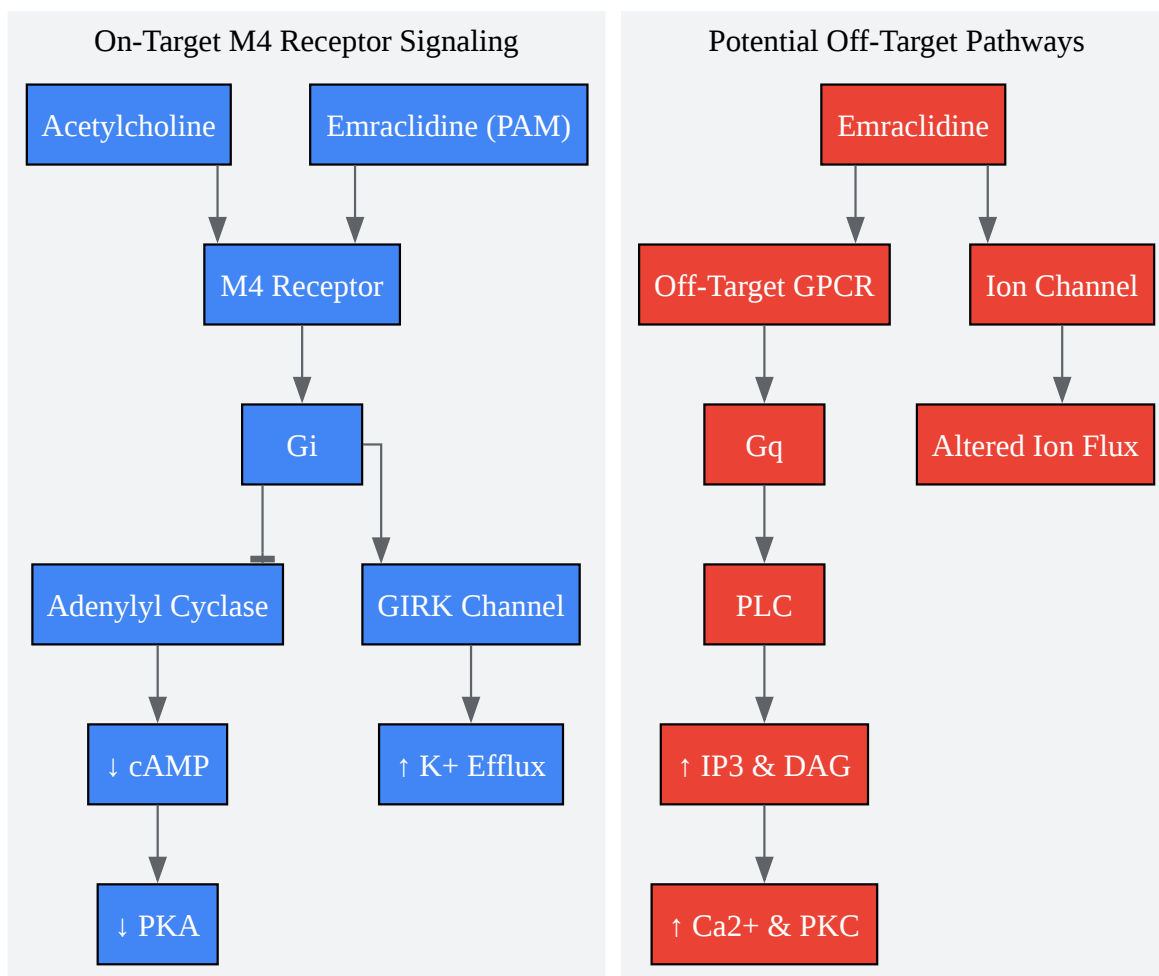 On-Target M4 Receptor Signaling
Acetylcholine
Emraclidine (PAM)
M4 Receptor
Gi
Adenylyl Cyclase
GIRK Channel
↓ cAMP
↑ K+ Efflux
↓ PKA
Potential Off-Target Pathways
Emraclidine
Off-Target GPCR
Ion Channel
Gq
Altered Ion Flux
PLC
↑ IP3 & DAG
↑ Ca2+ & PKC